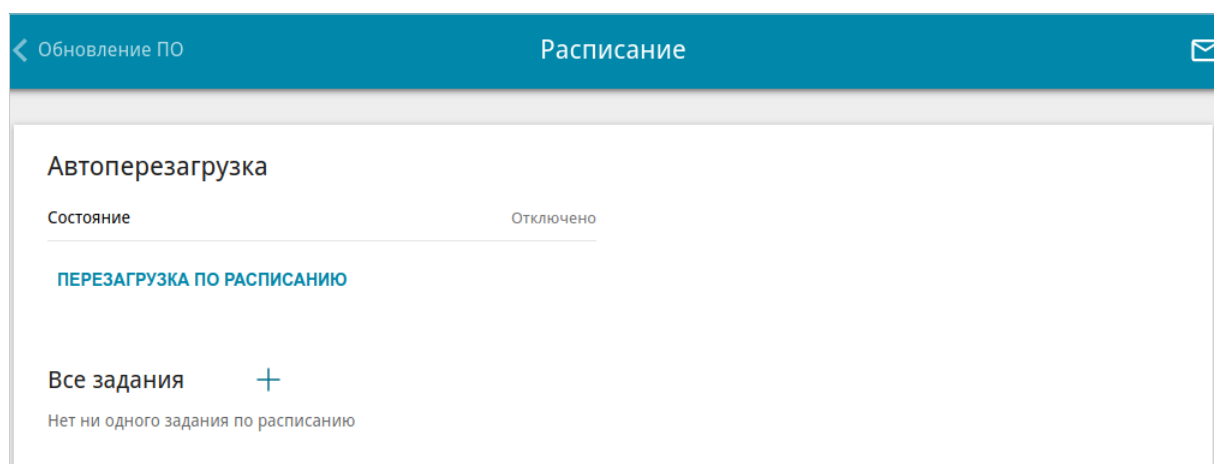 Обновление ПО
Расписание
Автоперезагрузка
Состояние Отключено
ПЕРЕЗАГРУЗКА ПО РАСПИСАНИЮ
Все задания
Нет ни одного задания по расписанию